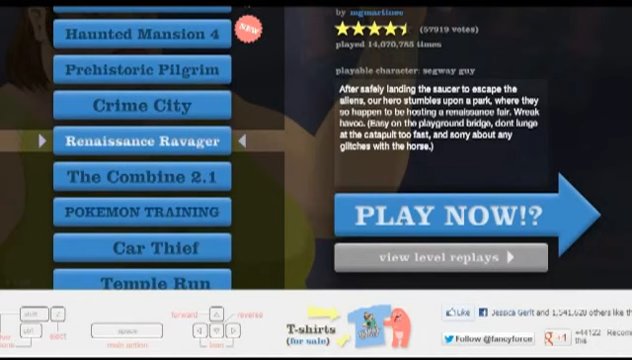 by mgmartinez
Haunted Mansion 4
NEW
(57919 votes)
played 14,070,785 times
Prehistoric Pilgrim
playable character: segway guy
Crime City
After safely landing the saucer to escape the
aliens, our hero stumbles upon a park, where they
so happen to be hosting a renaissance fair. Wreak
havoc. (Easy on the playground bridge, dont lunge
at the catapult too fast, and sorry about any
glitches with the horse.)
Renaissance Ravager
The Combine 2.1
POKEMON TRAINING
PLAY NOW!?
Car Thief
view level replays
Temple Run
shift
Z
ctrl
eject
space
main action
forward
reverse
lean
T-shirts
(for sale)
Like
Jessica Gerlt and 1,541,620 others like th
Follow @fancyforce
+1
+44122 Recom
this